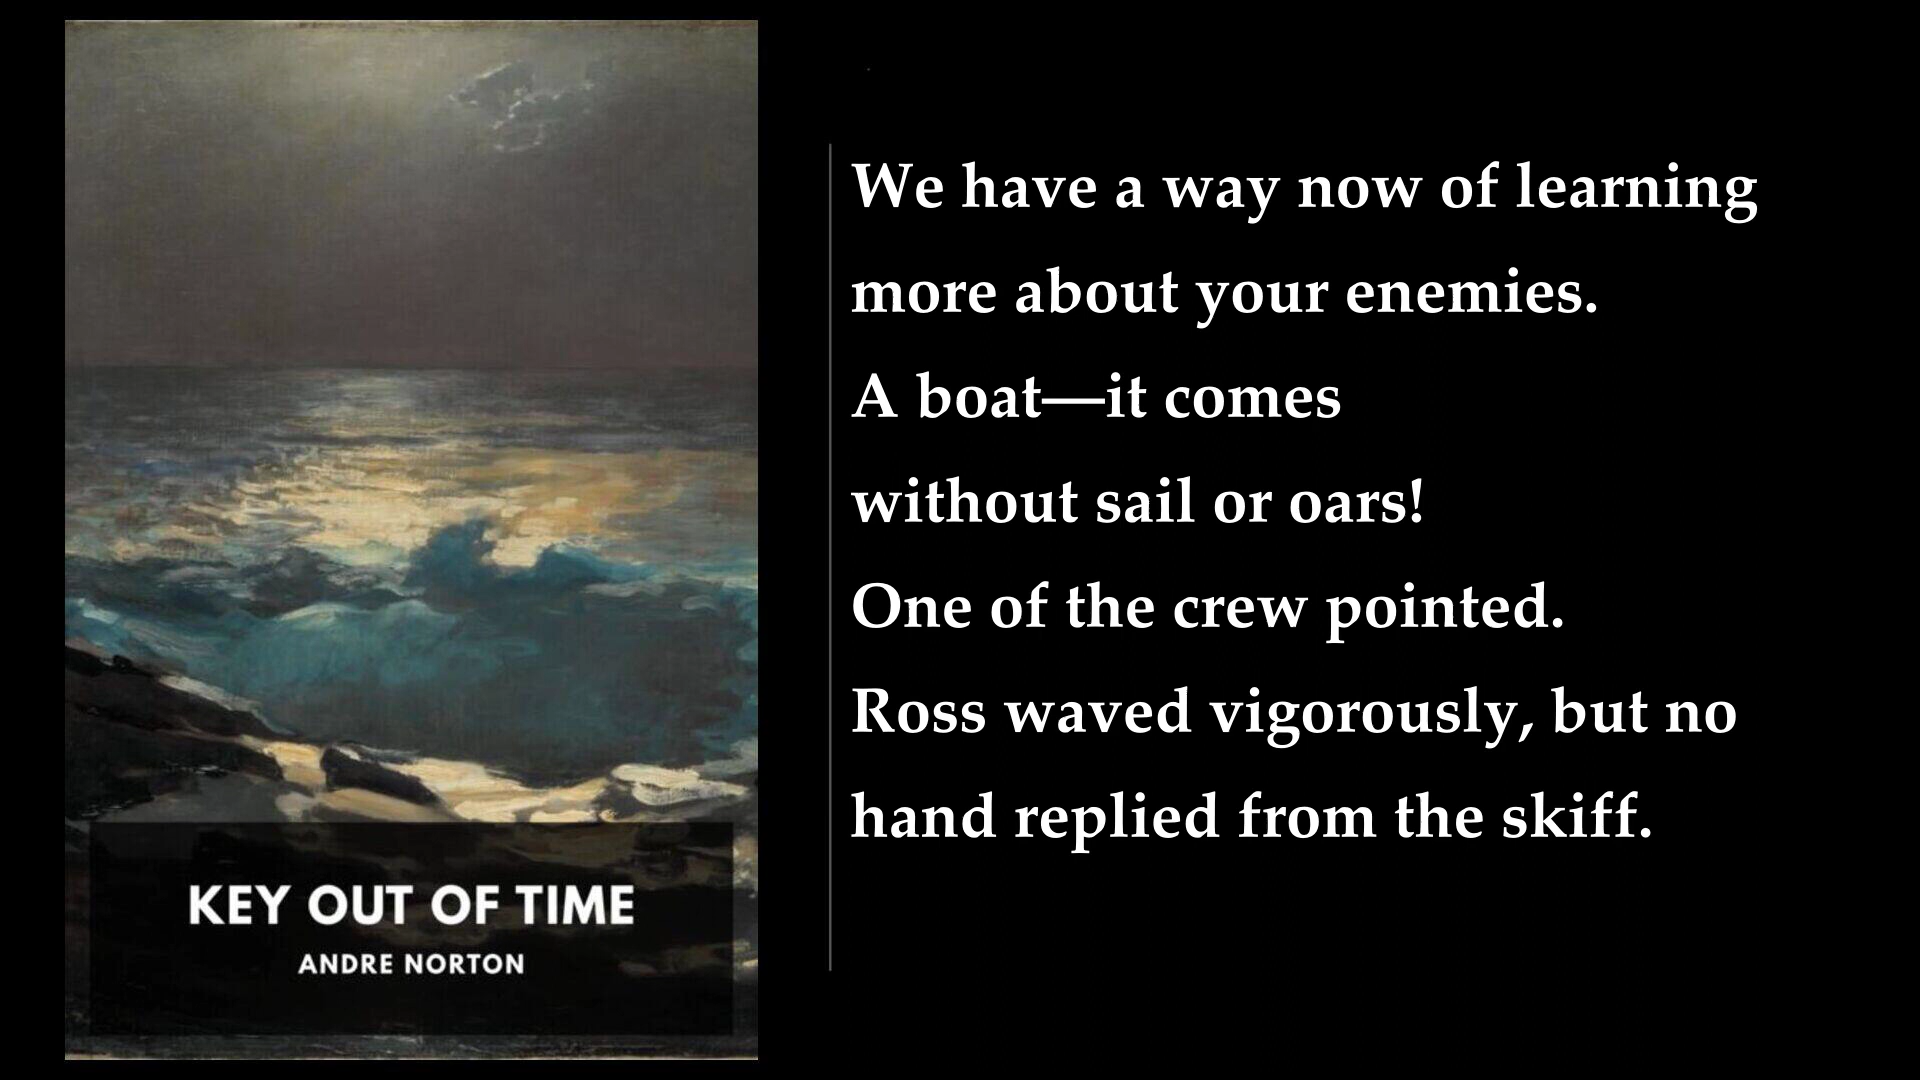 We have a way now of learning
more about your enemies.
A boat—it comes
without sail or oars!
One of the crew pointed.
Ross waved vigorously, but no
hand replied from the skiff.
KEY OUT OF TIME
ANDRE NORTON